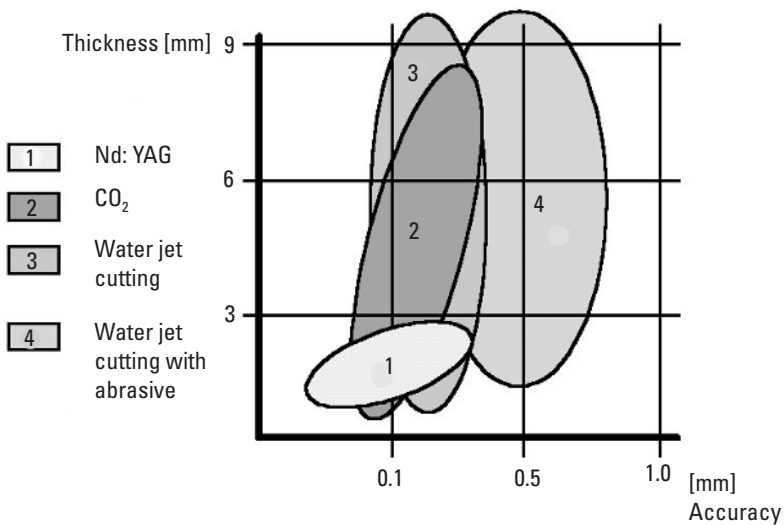 Thickness [mm]
9
6
3
1 Nd: YAG
2 CO₂
3 Water jet
cutting
4 Water jet
cutting with
abrasive
3
2
4
1
0.1 0.5 1.0 [mm]
Accuracy